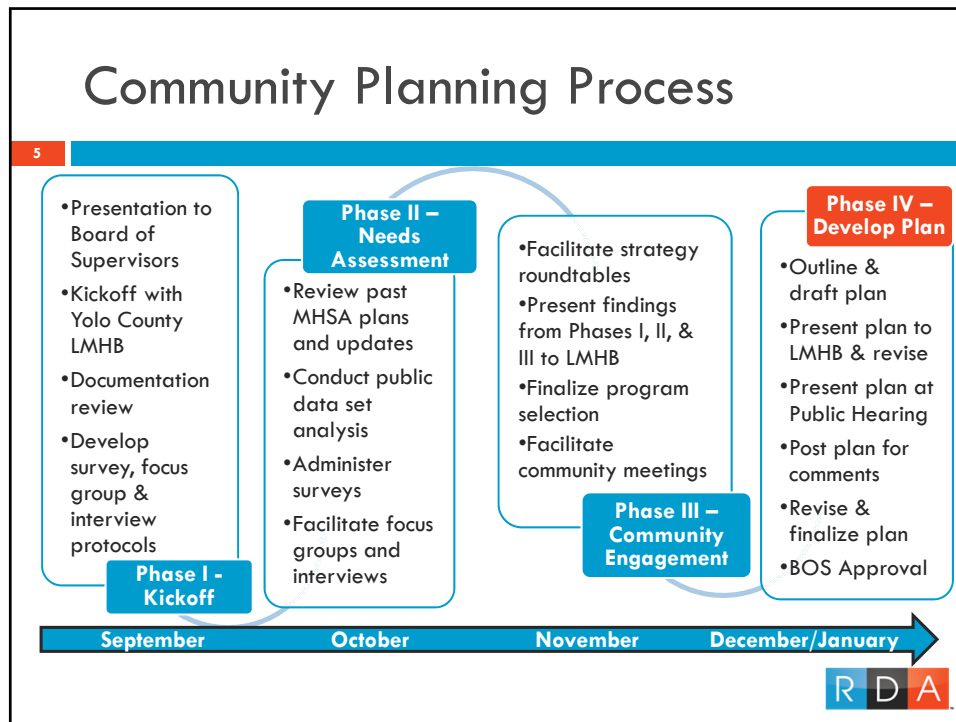 Community Planning Process
5
•Presentation to
Board of
Supervisors
•Kickoff with
Yolo County
LMHB
•Documentation
review
•Develop
survey, focus
group &
interview
protocols
Phase I -
Kickoff
Phase II –
Needs
Assessment
•Review past
MHSA plans
and updates
•Conduct public
data set
analysis
•Administer
surveys
•Facilitate focus
groups and
interviews
•Facilitate strategy
roundtables
•Present findings
from Phases I, II, &
III to LMHB
•Finalize program
selection
•Facilitate
community meetings
Phase III –
Community
Engagement
Phase IV –
Develop Plan
•Outline &
draft plan
•Present plan to
LMHB & revise
•Present plan at
Public Hearing
•Post plan for
comments
•Revise &
finalize plan
•BOS Approval
September October November December/January
R D A